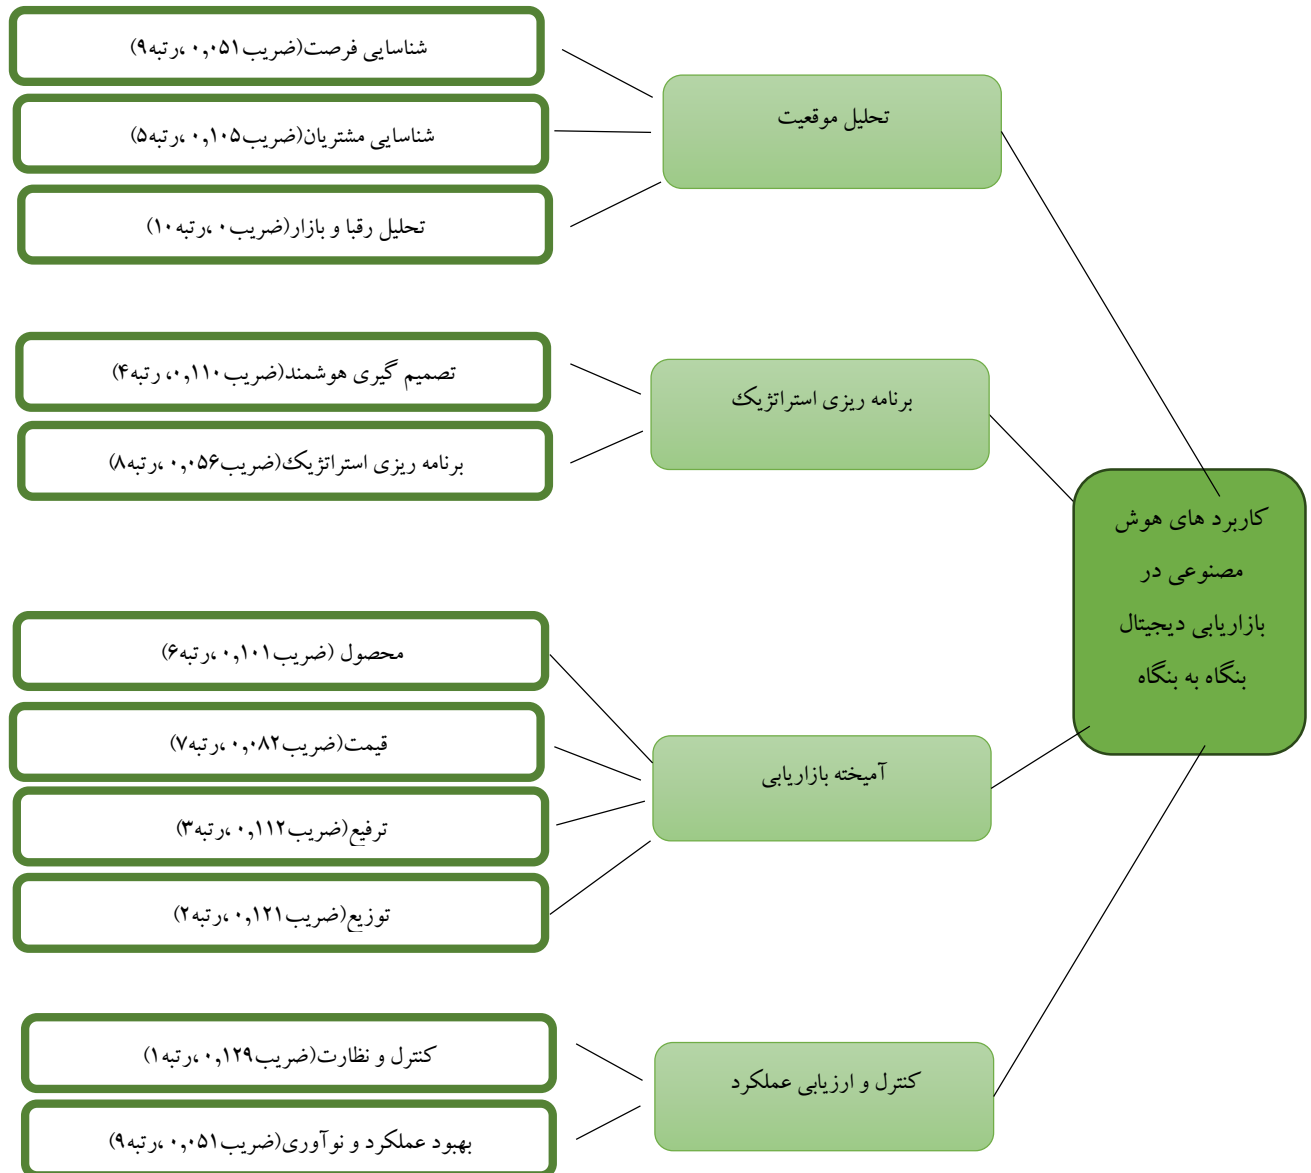 کاربرد های هوش
مصنوعی در
بازاریابی دیجیتال
بنگاه به بنگاه
تحلیل موقعیت
شناسایی فرصت(ضریب۰,۰۵۱ ،رتبه۹)
شناسایی مشتریان(ضریب۰,۱۰۵ ،رتبه۵)
تحلیل رقبا و بازار(ضریب۰ ،رتبه۱۰)
برنامه ریزی استراتژیک
تصمیم گیری هوشمند(ضریب۰,۱۱۰، رتبه۴)
برنامه ریزی استراتژیک(ضریب۰,۰۵۶ ،رتبه۸)
آمیخته بازاریابی
محصول (ضریب۰,۱۰۱ ،رتبه۶)
قیمت(ضریب۰,۰۸۲ ،رتبه۷)
ترفیع(ضریب۰,۱۱۲ ،رتبه۳)
توزیع(ضریب۰,۱۲۱ ،رتبه۲)
کنترل و ارزیابی عملکرد
کنترل و نظارت(ضریب۰,۱۲۹ ،رتبه۱)
بهبود عملکرد و نوآوری(ضریب۰,۰۵۱ ،رتبه۹)